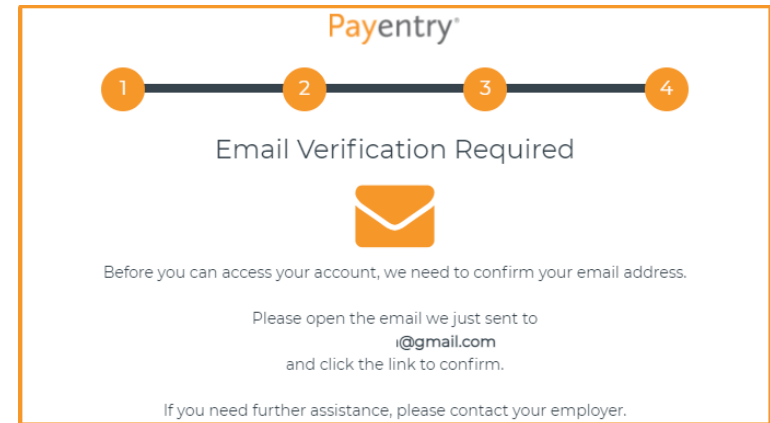 Payentry
1 2 3 4
Email Verification Required
Before you can access your account, we need to confirm your email address.
Please open the email we just sent to
@gmail.com
and click the link to confirm.
If you need further assistance, please contact your employer.